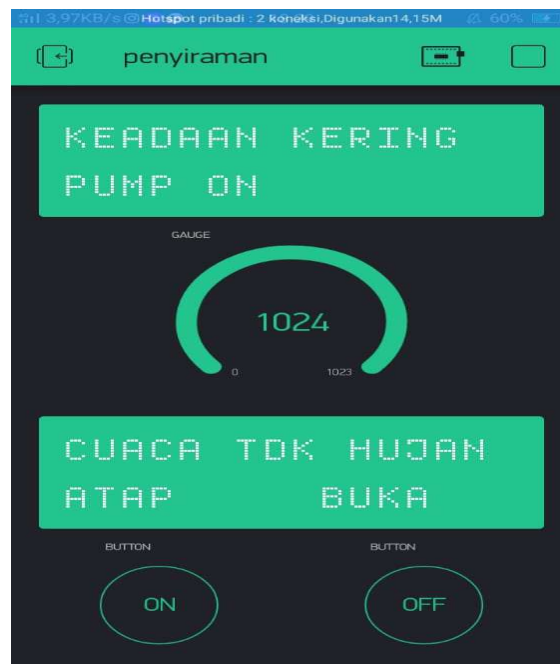 3,97KB/s Hotspot pribadi : 2 koneksi,Digunakan14,15M 60%
penyiraman
KEADAAN KERING
PUMP ON
GAUGE
1024
0 1023
CUACA TDK HUJAN
ATAP BUKA
BUTTON BUTTON
ON OFF